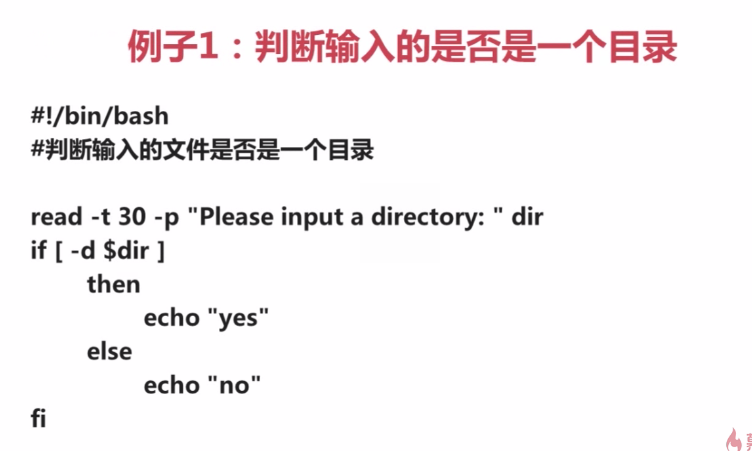 例子1：判断输入的是否是一个目录
#!/bin/bash
#判断输入的文件是否是一个目录
read -t 30 -p "Please input a directory: " dir
if [ -d $dir ]
then
echo "yes"
else
echo "no"
fi